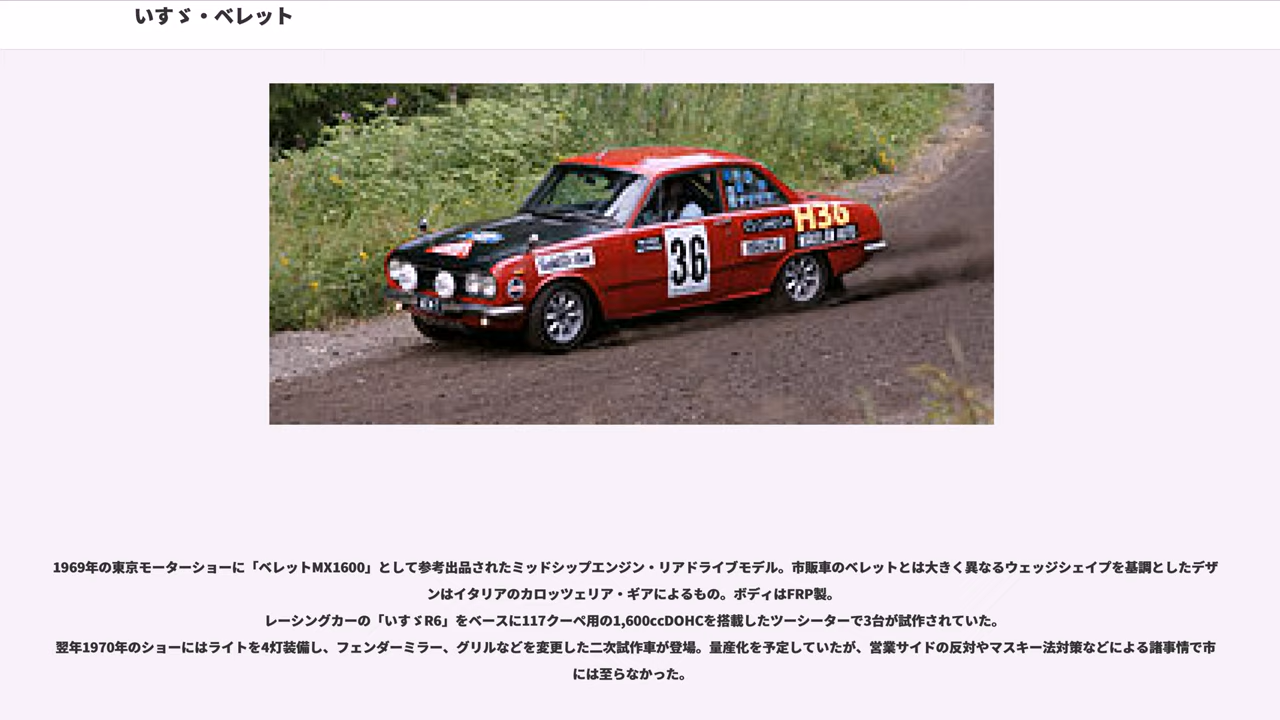 いすゞ・ベレット
H36
36
1969年の東京モーターショーに「ベレットMX1600」として参考出品されたミッドシップエンジン・リアドライブモデル。市販車のベレットとは大きく異なるウェッジシェイプを基調としたデザ
ンはイタリアのカロッツェリア・ギアによるもの。ボディはFRP製。
レーシングカーの「いすゞR6」をベースに117クーペ用の1,600ccDOHCを搭載したツーシーターで3台が試作されていた。
翌年1970年のショーにはライトを4灯装備し、フェンダーミラー、グリルなどを変更した二次試作車が登場。量産化を予定していたが、営業サイドの反対やマスキー法対策などによる諸事情で市
には至らなかった。